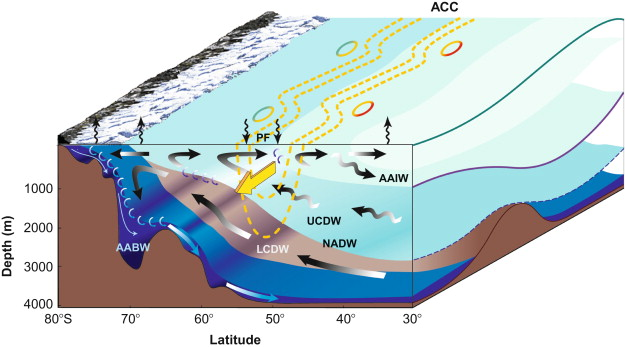 ACC
PF
AAIW
1000
UCDW
2000
AABW
LCDW
NADW
3000
4000
Depth (m)
80°S
70°
60°
50°
40°
30°
Latitude